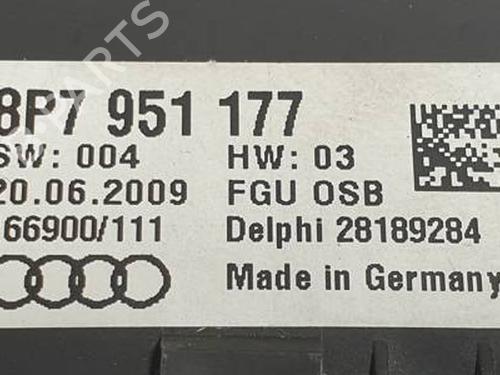 8P7 951 177
SW: 004 HW: 03
20.06.2009 FGU OSB
66900/111 Delphi 28189284
Made in Germany